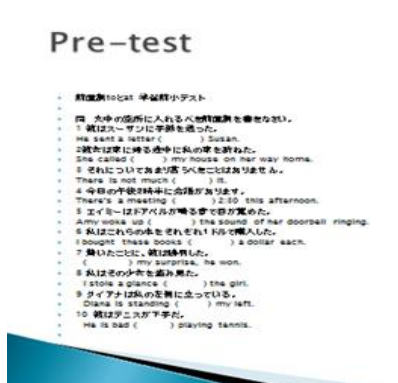 Pre-test
前置詞toとat 学習前小テスト
問 文中の箇所に入れるべき前置詞を書きなさい。
1 彼はスーザンに手紙を送った。
He sent a letter ( ) Susan.
2彼女は家に帰る途中に私の家を訪ねた。
She called ( ) my house on her way home.
3 それについてあまり言うべきことはありません。
There is not much ( ) it.
4 今日の午後2時半に会議があります。
There's a meeting ( ) 2:30 this afternoon.
5 エイミーはドアベルが鳴る音で目が覚めた。
Amy woke up ( ) the sound of her doorbell ringing.
6 私はこれらの本をそれぞれ1ドルで購入した。
I bought these books ( ) a dollar each.
7 驚いたことに、彼は勝利した。
( ) my surprise, he won.
8 私はその少女を盗み見た。
I stole a glance ( ) the girl.
9 ダイアナは私の左側に立っている。
Diana is standing ( ) my left.
10 彼はテニスが下手だ。
He is bad ( ) playing tennis.